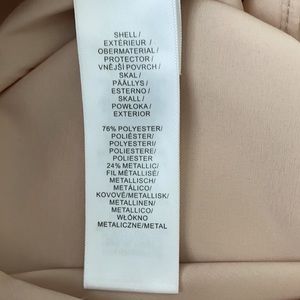 SHELL/
EXTÉRIEUR /
OBERMATERIAL /
PROTECTOR /
VNĚJŠÍ POVRCH /
SKAL /
PÄÄLLYS /
ESTERNO /
SKALL /
POWŁOKA /
EXTERIOR
76% POLYESTER/
POLIÉSTER/
POLYESTERI/
POLIESTERE/
POLIESTER
24% METALLIC/
FIL MÉTALLISÉ/
METALLISCH/
METÁLICO/
KOVOVÉ/METALLISK/
METALLINEN/
METALLICO/
WŁÓKNO
METALICZNE/METAL